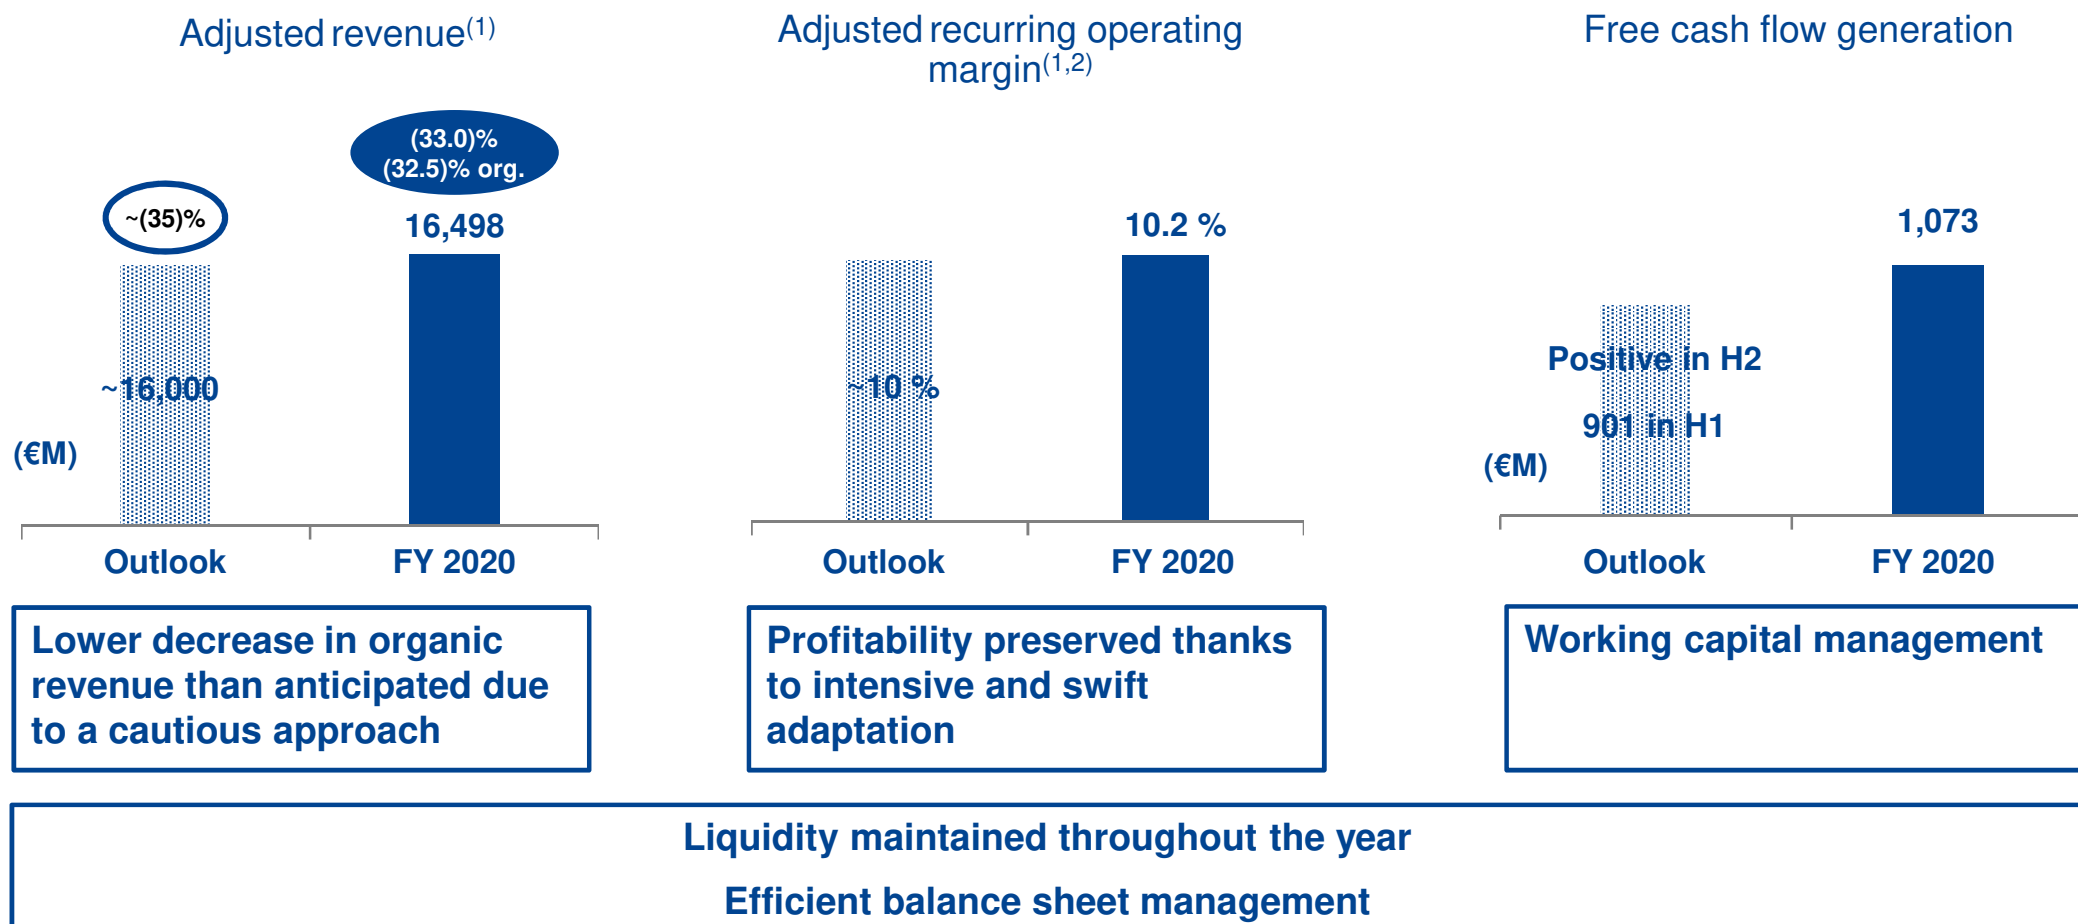 Adjusted revenue(1)
(33.0)%
(32.5)% org.
~(35)%
16,498
~16,000
(€M)
Outlook FY 2020
Lower decrease in organic
revenue than anticipated due
to a cautious approach
Adjusted recurring operating
margin(1,2)
10.2 %
~10 %
Outlook FY 2020
Profitability preserved thanks
to intensive and swift
adaptation
Free cash flow generation
1,073
Positive in H2
901 in H1
(€M)
Outlook FY 2020
Working capital management
Liquidity maintained throughout the year
Efficient balance sheet management